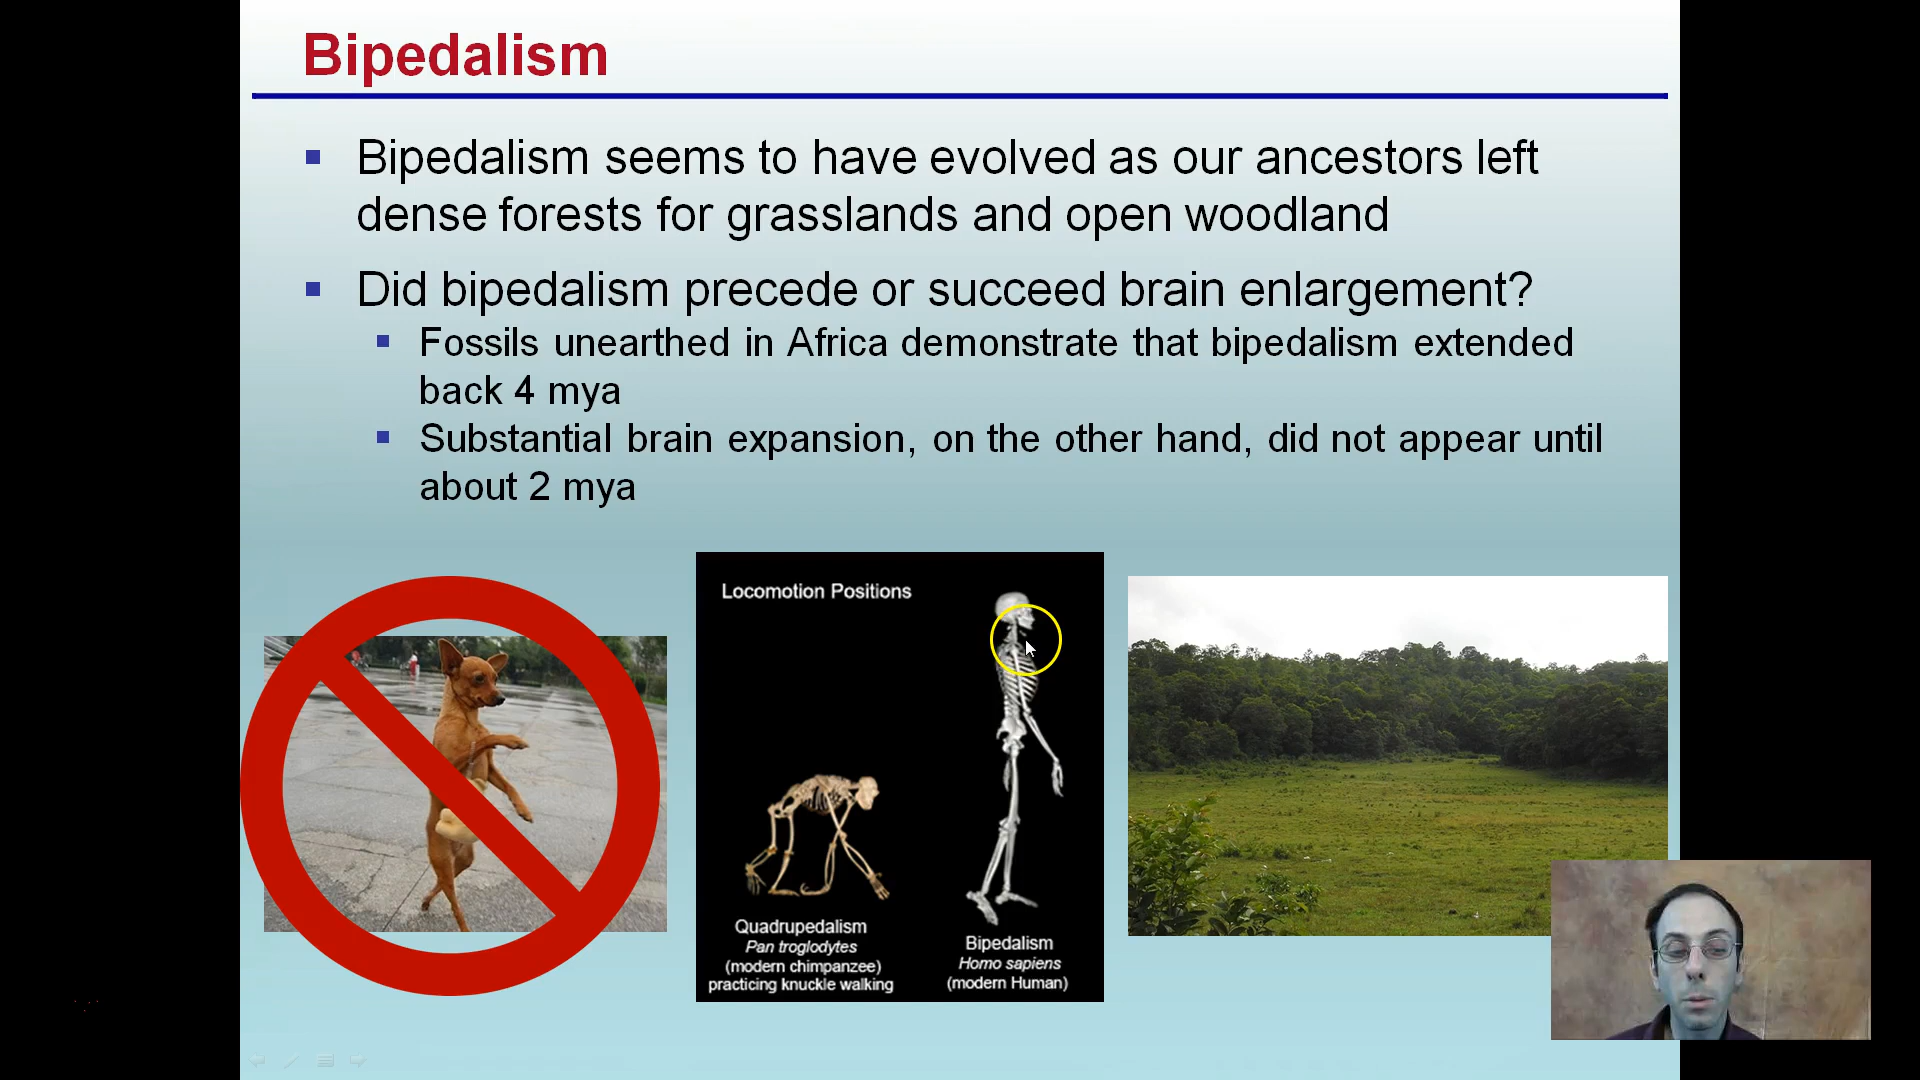 Bipedalism
Bipedalism seems to have evolved as our ancestors left
dense forests for grasslands and open woodland
Did bipedalism precede or succeed brain enlargement?
Fossils unearthed in Africa demonstrate that bipedalism extended
back 4 mya
Substantial brain expansion, on the other hand, did not appear until
about 2 mya
Locomotion Positions
Quadrupedalism
Pan troglodytes
(modern chimpanzee)
practicing knuckle walking
Bipedalism
Homo sapiens
(modern Human)